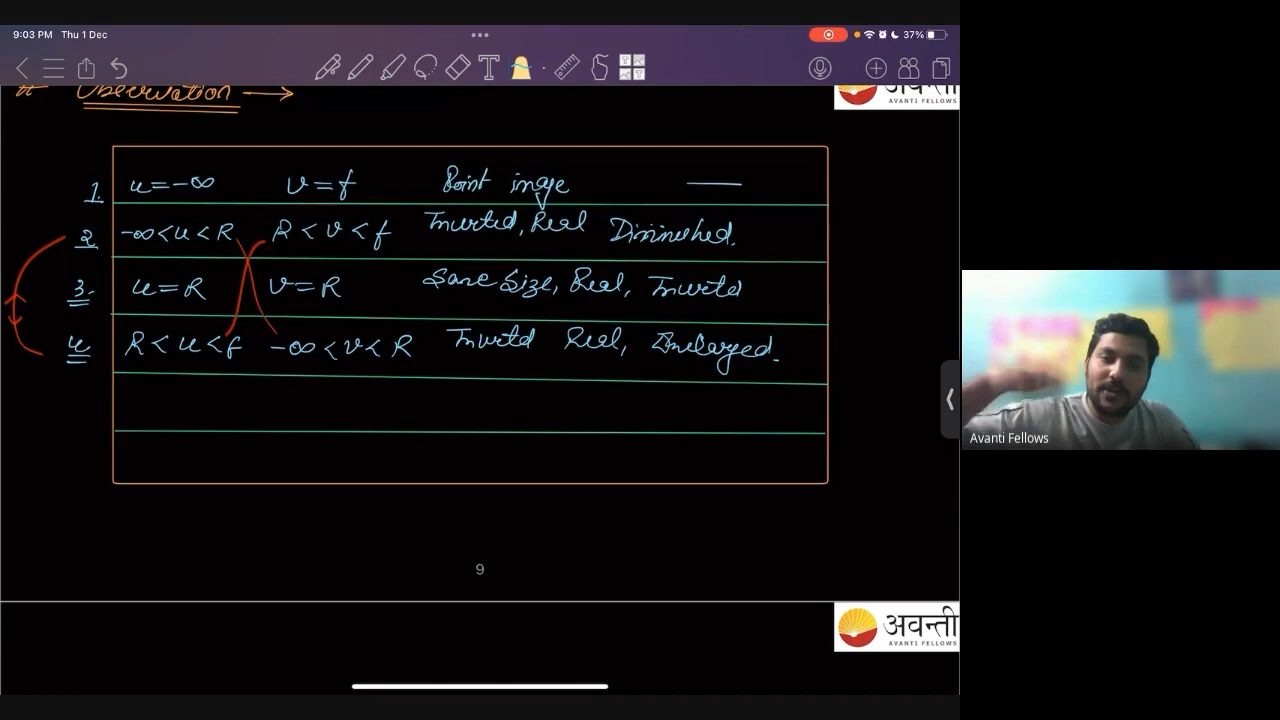 9:03 PM Thu 1 Dec
37%
Observation →
अवन्ती
AVANTI FELLOWS
1. u=-∞ v=f Point image —
2 -∞<u<R R<v<f Inverted, Real Diminished.
3. u=R v=R Same Size, Real, Inverted
4 R<u<f -∞<v<R Inverted Real, Enlarged.
Avanti Fellows
9
अवन्ती
AVANTI FELLOWS